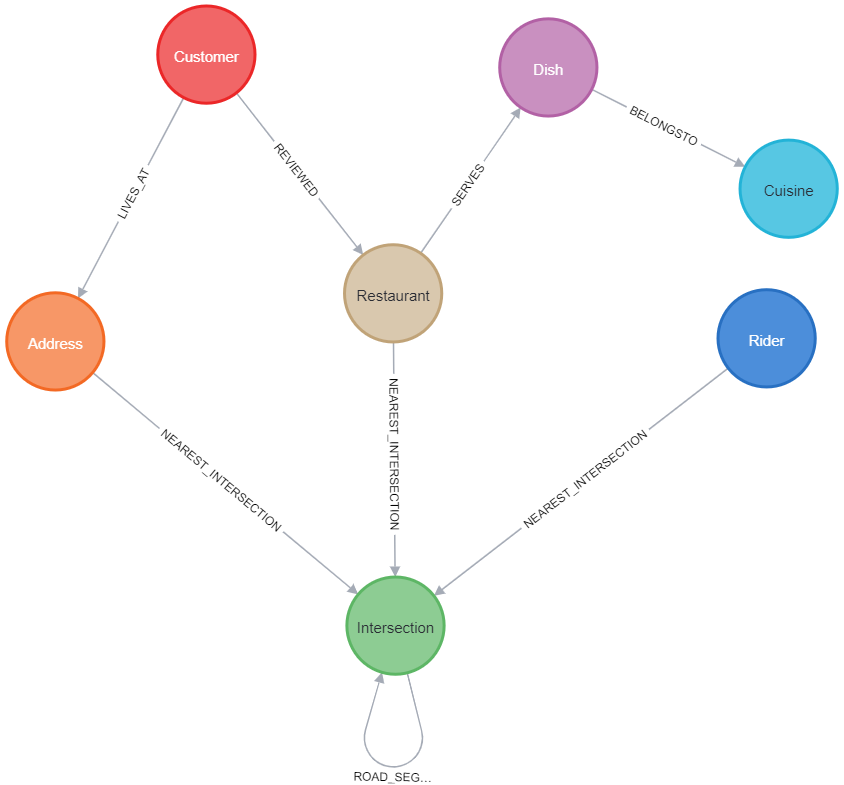 Customer
Dish
BELONGSTO
REVIEWED
SERVES
LIVES_AT
Cuisine
Restaurant
Address
Rider
NEAREST_INTERSECTION
NEAREST_INTERSECTION
NEAREST_INTERSECTION
Intersection
ROAD_SEG...